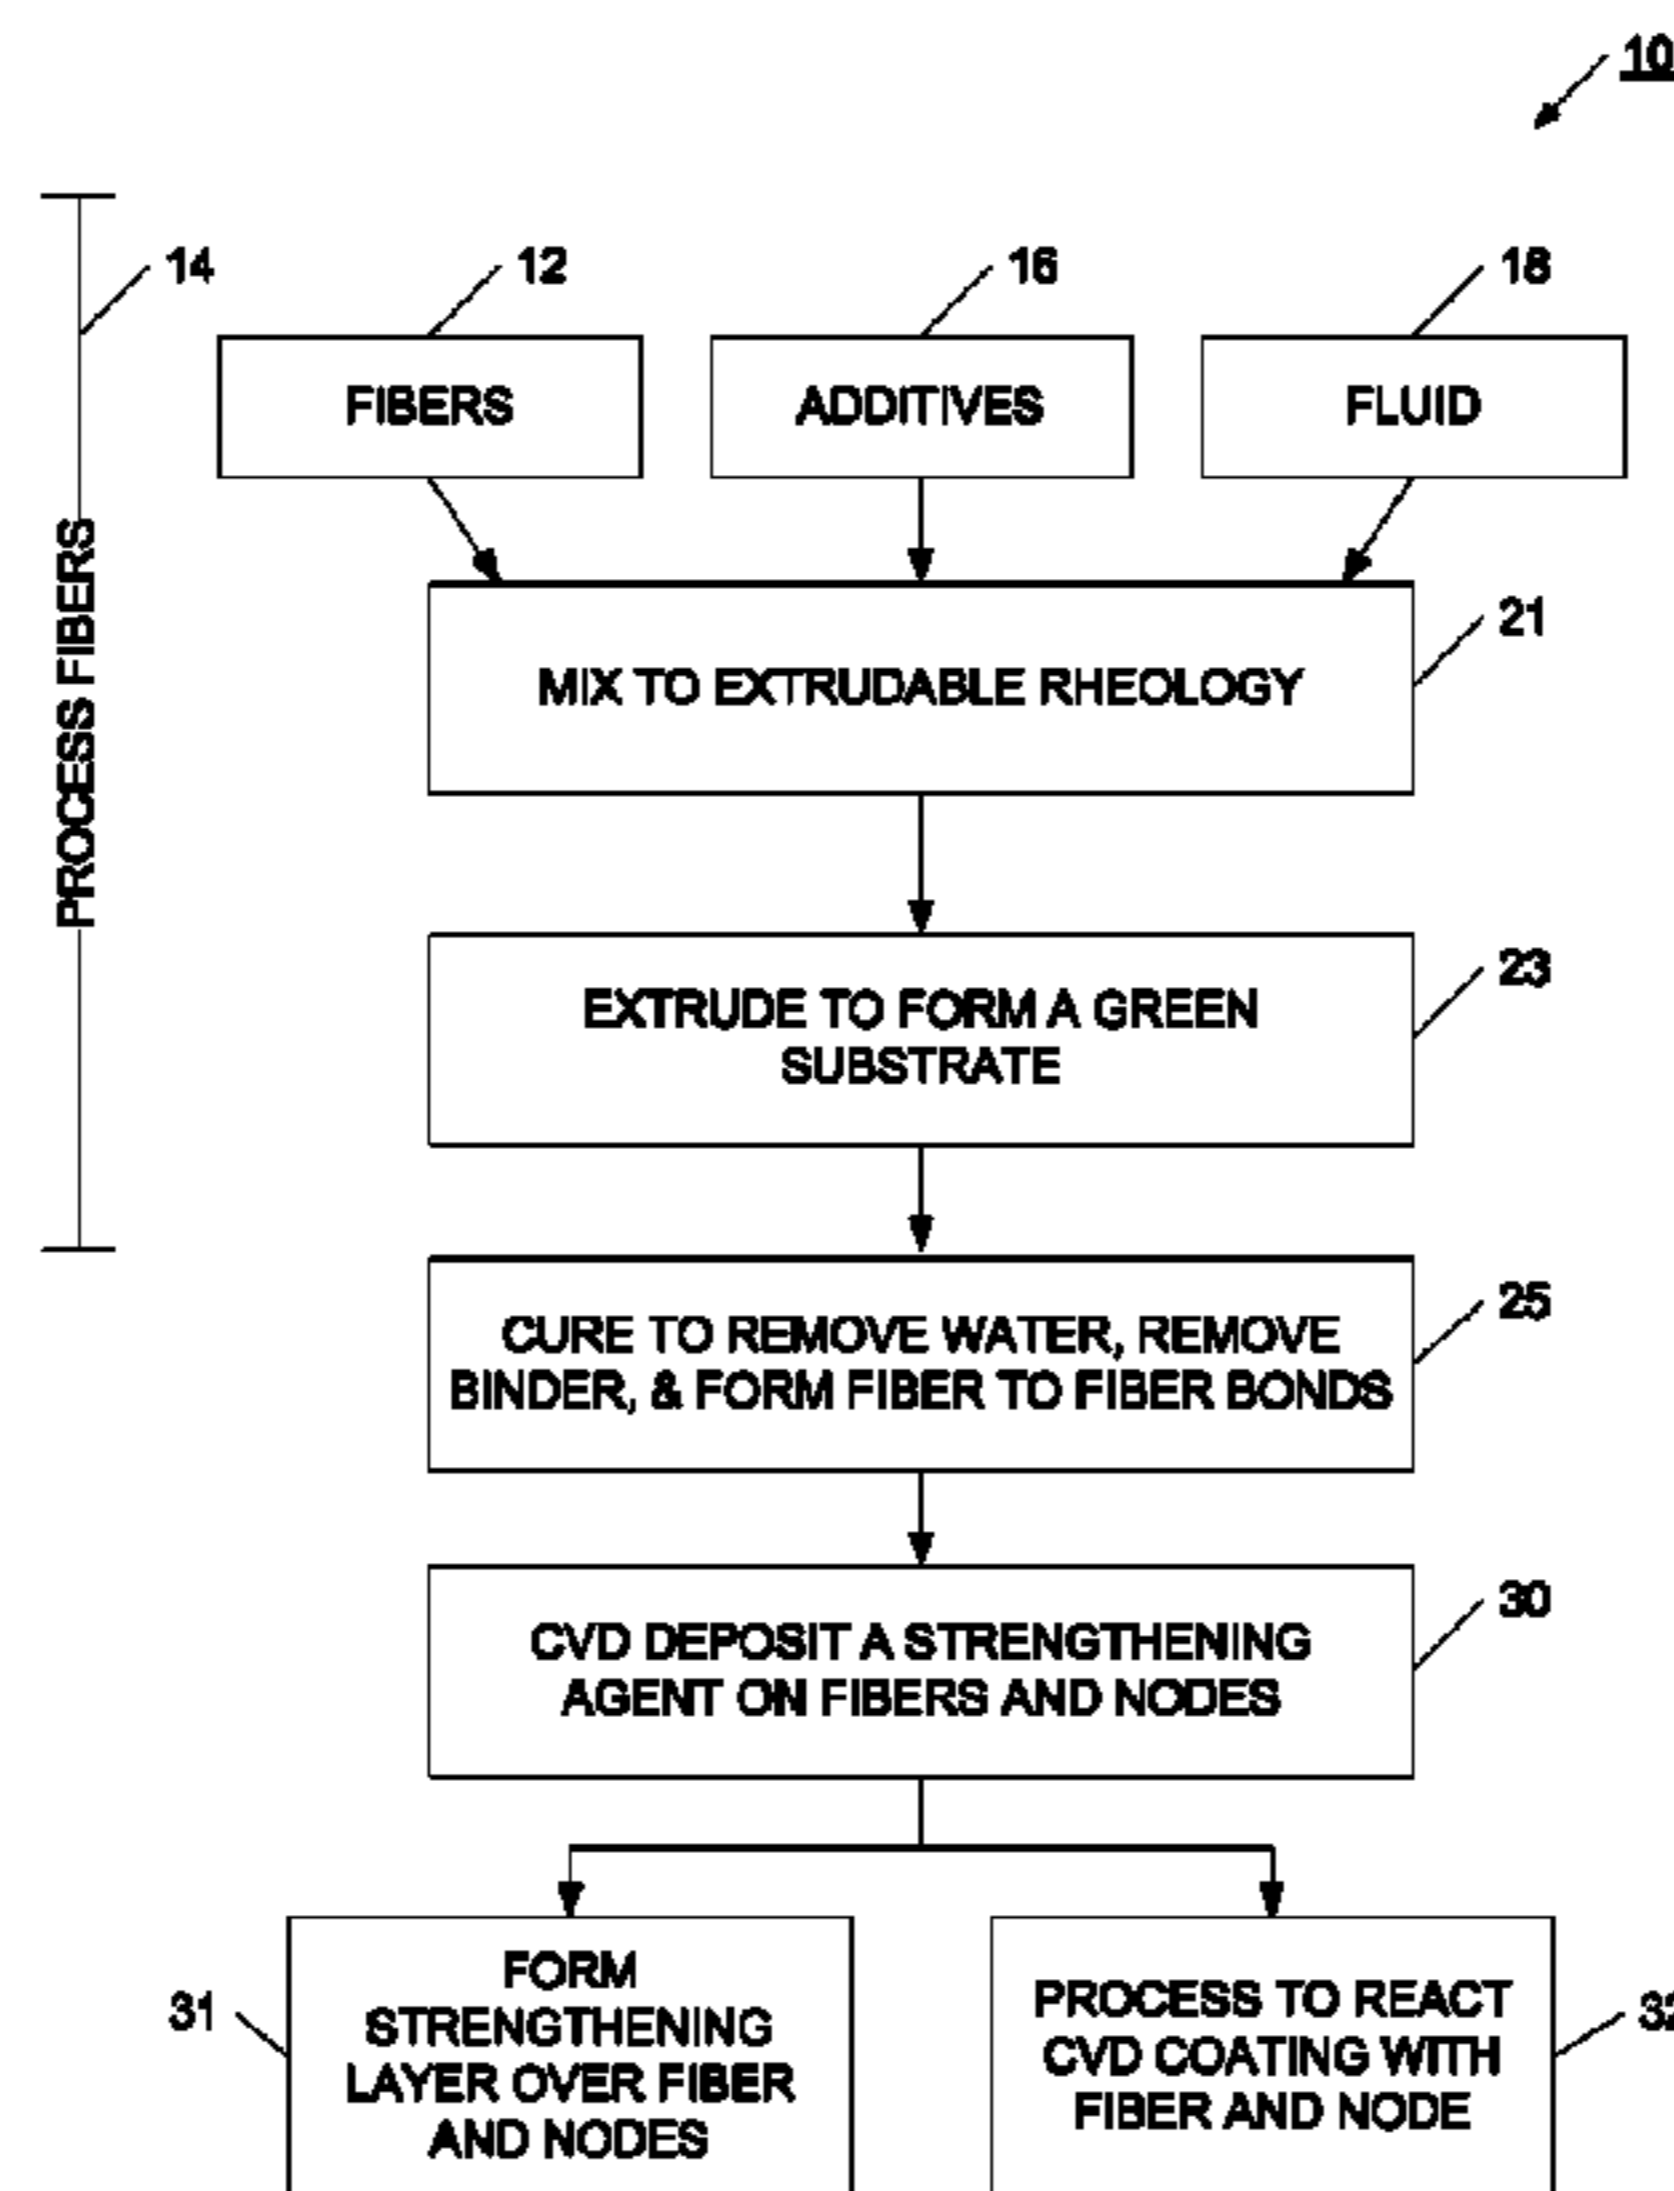 10
14
12
16
18
FIBERS
ADDITIVES
FLUID
PROCESS FIBERS
21
MIX TO EXTRUDABLE RHEOLOGY
23
EXTRUDE TO FORM A GREEN
SUBSTRATE
25
CURE TO REMOVE WATER, REMOVE
BINDER, & FORM FIBER TO FIBER BONDS
30
CVD DEPOSIT A STRENGTHENING
AGENT ON FIBERS AND NODES
31
FORM
STRENGTHENING
LAYER OVER FIBER
AND NODES
PROCESS TO REACT
CVD COATING WITH
FIBER AND NODE
32